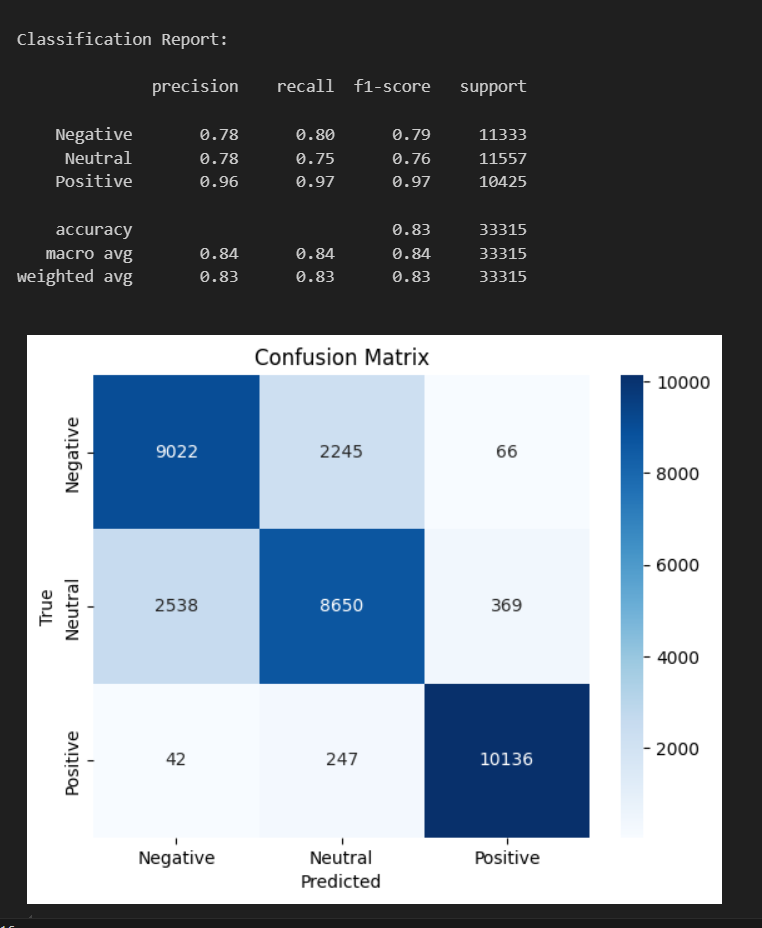 Classification Report:
precision recall f1-score support
Negative 0.78 0.80 0.79 11333
Neutral 0.78 0.75 0.76 11557
Positive 0.96 0.97 0.97 10425
accuracy 0.83 33315
macro avg 0.84 0.84 0.84 33315
weighted avg 0.83 0.83 0.83 33315
Confusion Matrix
10000
Negative 9022 2245 66
8000
6000
True
Neutral 2538 8650 369
4000
2000
Positive 42 247 10136
Negative Neutral Positive
Predicted